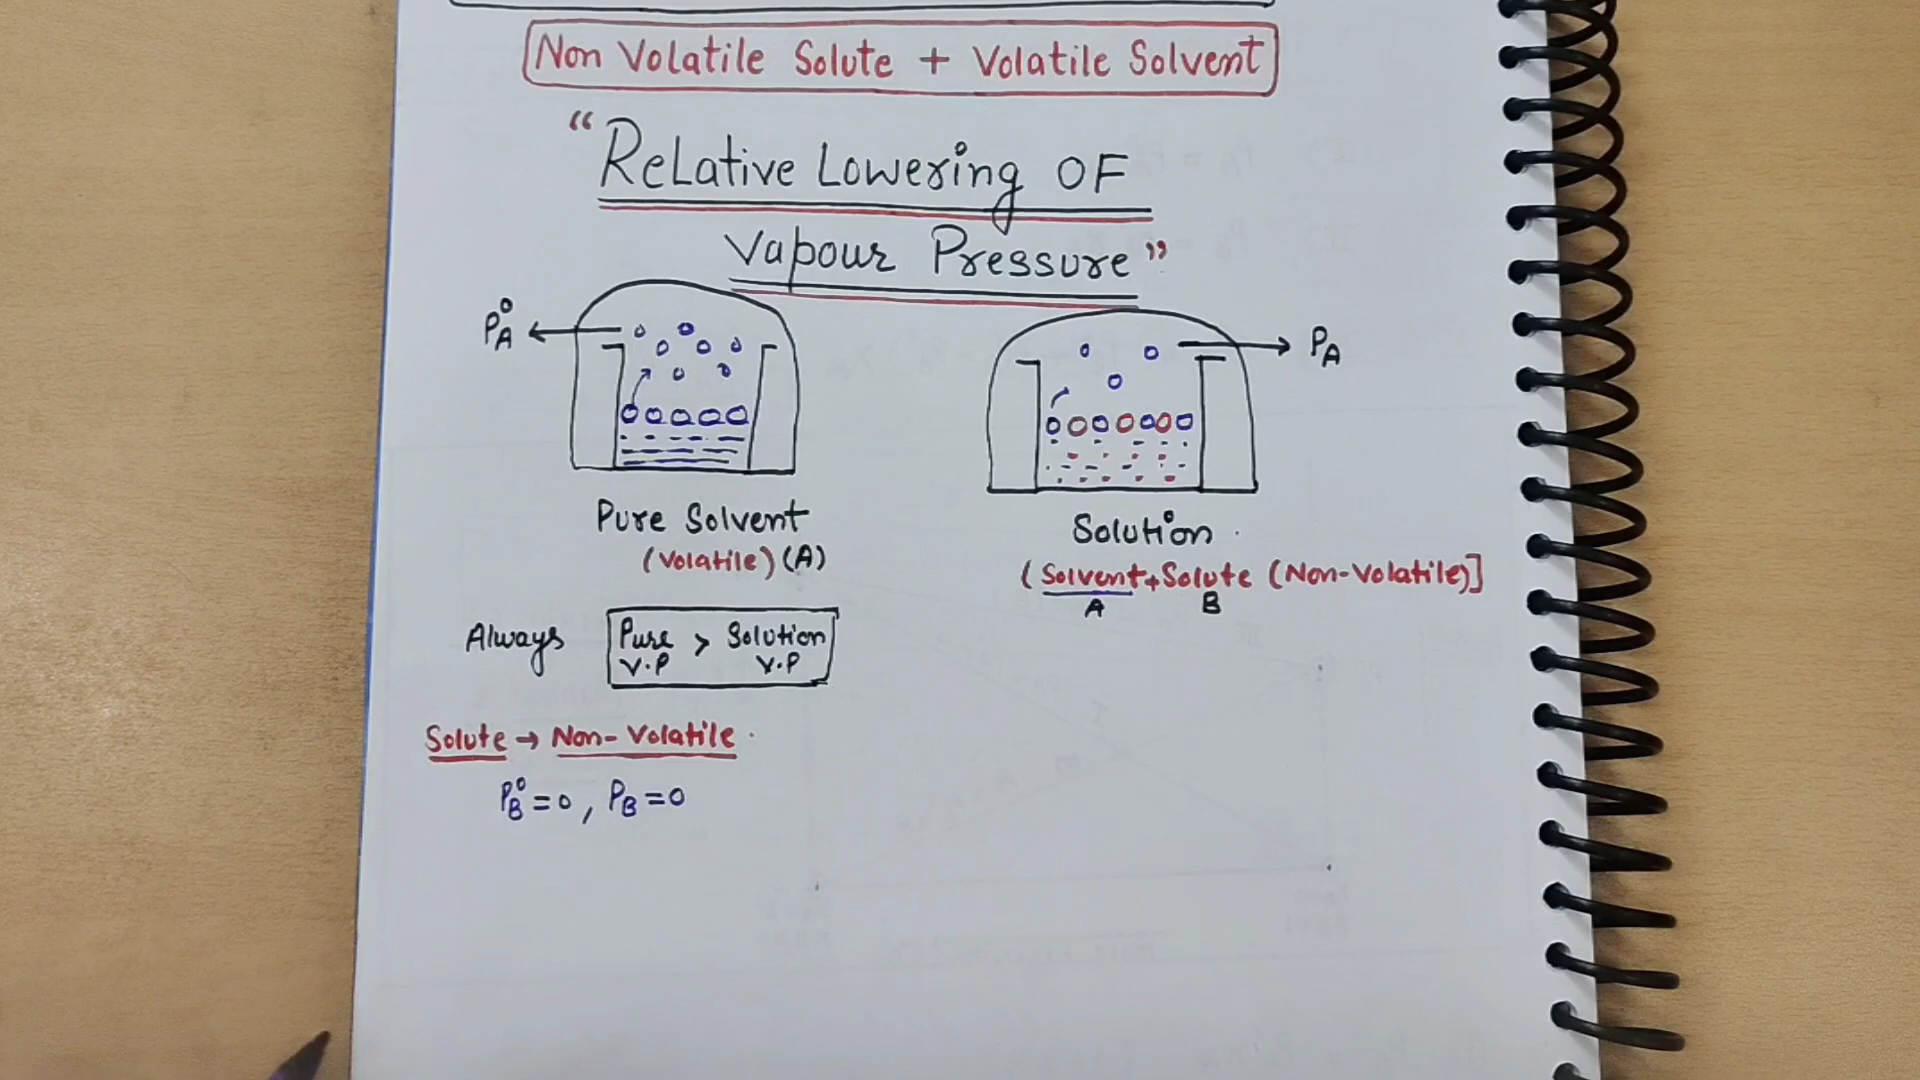 Non Volatile Solute + Volatile Solvent
"Relative Lowering OF
Vapour Pressure"
P°A
PA
Pure Solvent
(Volatile) (A)
Solution
(Solvent + Solute (Non-Volatile)]
A B
Always Pure > Solution
V.P V.P
Solute → Non-Volatile
P°B = 0, PB = 0